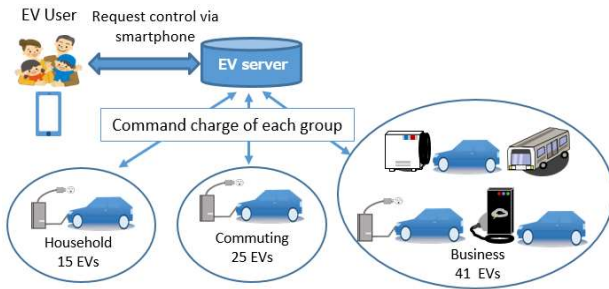 EV User
Request control via
smartphone
EV server
Command charge of each group
Household
15 EVs
Commuting
25 EVs
Business
41 EVs